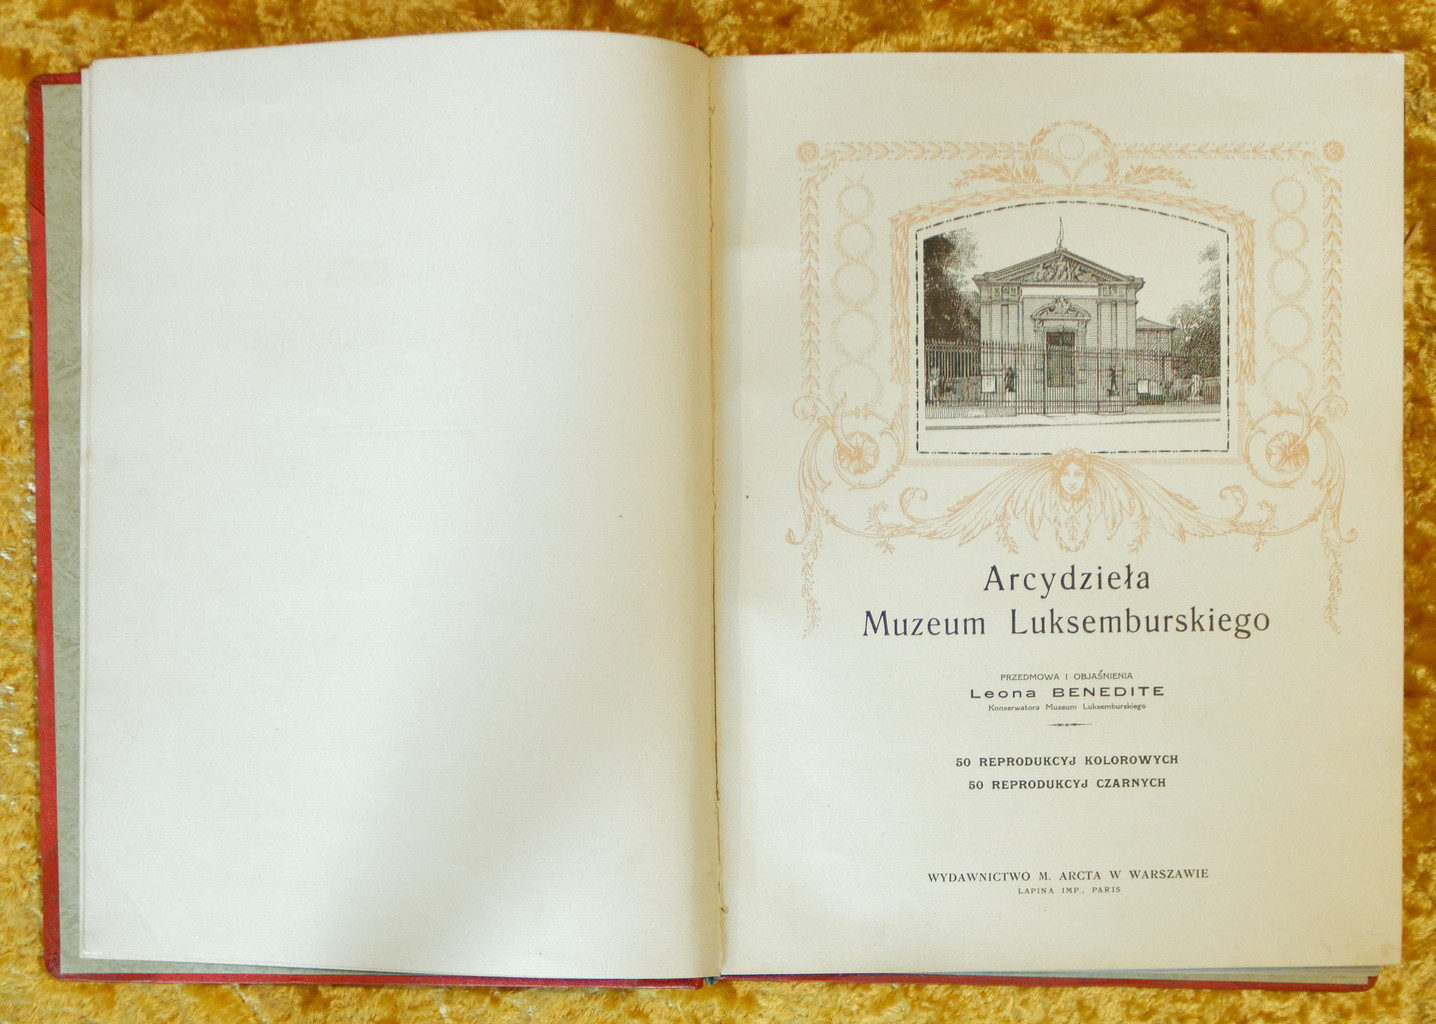 Arcydzieła
Muzeum Luksemburskiego
PRZEDMOWA I OBJAŚNIENIA
Leona BENEDITE
Konserwatora Muzeum Luksemburskiego
50 REPRODUKCYJ KOLOROWYCH
50 REPRODUKCYJ CZARNYCH
WYDAWNICTWO M. ARCTA W WARSZAWIE
LAPINA IMP., PARIS